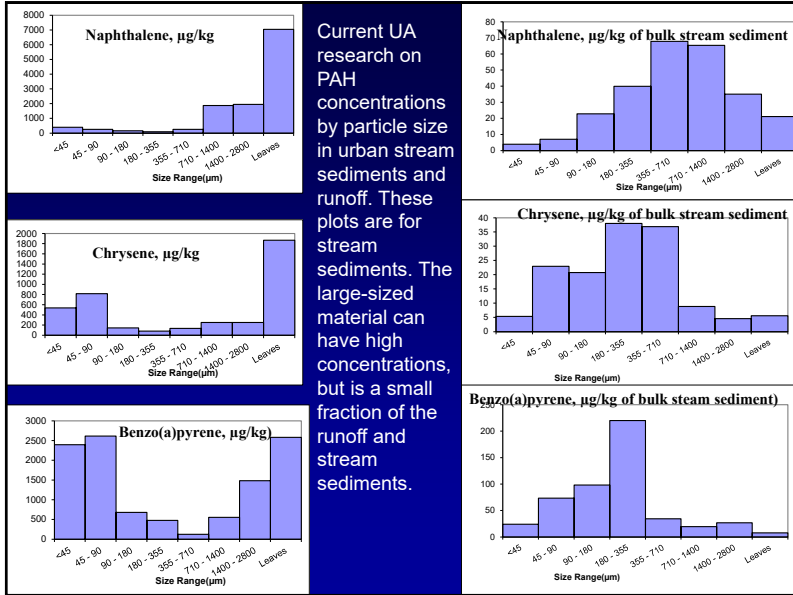 Naphthalene, µg/kg
8000
7000
6000
5000
4000
3000
2000
1000
0
<45
45 - 90
90 - 180
180 - 355
355 - 710
710 - 1400
1400 - 2800
Leaves
Size Range(µm)
Chrysene, µg/kg
2000
1800
1600
1400
1200
1000
800
600
400
200
0
<45
45 - 90
90 - 180
180 - 355
355 - 710
710 - 1400
1400 - 2800
Leaves
Size Range(µm)
Benzo(a)pyrene, µg/kg)
3000
2500
2000
1500
1000
500
0
<45
45 - 90
90 - 180
180 - 355
355 - 710
710 - 1400
1400 - 2800
Leaves
Size Range(µm)
Current UA
research on
PAH
concentrations
by particle size
in urban stream
sediments and
runoff. These
plots are for
stream
sediments. The
large-sized
material can
have high
concentrations,
but is a small
fraction of the
runoff and
stream
sediments.
Naphthalene, µg/kg of bulk stream sediment
80
70
60
50
40
30
20
10
0
<45
45 - 90
90 - 180
180 - 355
355 - 710
710 - 1400
1400 - 2800
Leaves
Size Range(µm)
Chrysene, µg/kg of bulk stream sediment
40
35
30
25
20
15
10
5
0
<45
45 - 90
90 - 180
180 - 355
355 - 710
710 - 1400
1400 - 2800
Leaves
Size Range(µm)
Benzo(a)pyrene, µg/kg of bulk steam sediment)
250
200
150
100
50
0
<45
45 - 90
90 - 180
180 - 355
355 - 710
710 - 1400
1400 - 2800
Leaves
Size Range(µm)